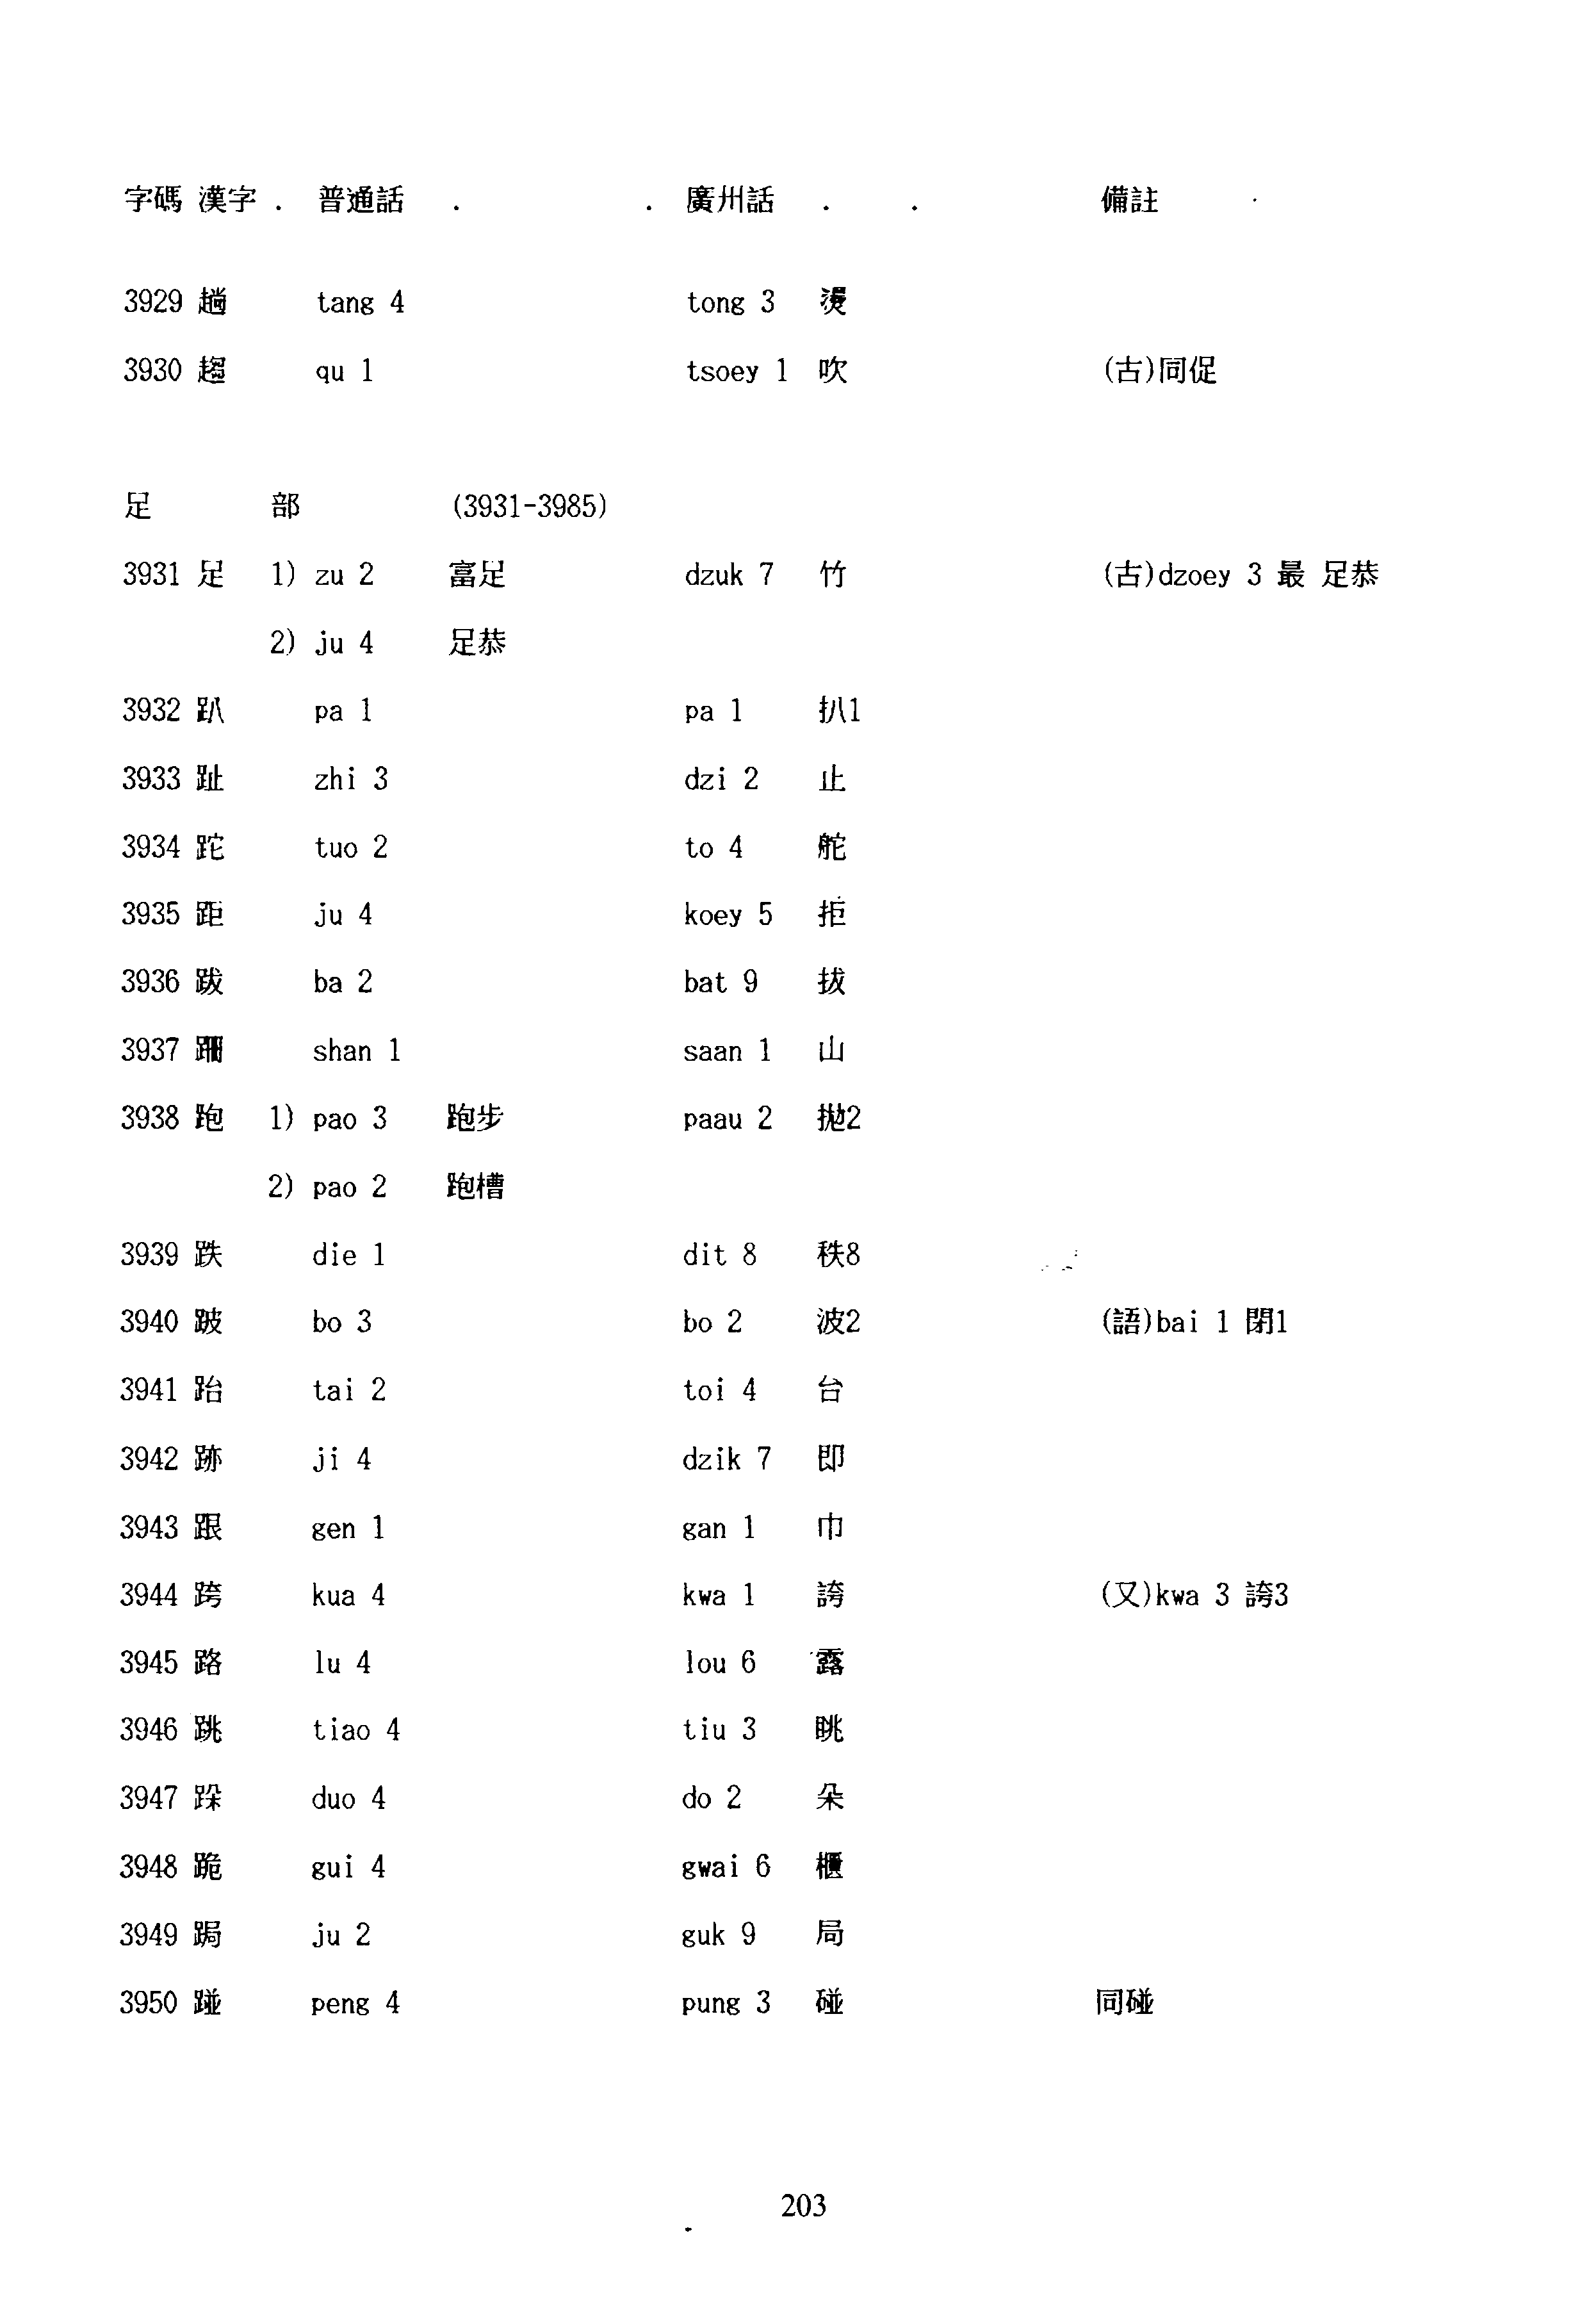 字碼 漢字 . 普通話 . . 廣州話 . . 備註
3929 趟 tang 4 tong 3 燙
3930 趨 qu 1 tsoey 1 吹 (古)同促
足 部 (3931-3985)
3931 足 1) zu 2 富足 dzuk 7 竹 (古)dzoey 3 最 足恭
2) ju 4 足恭
3932 趴 pa 1 pa 1 扒1
3933 趾 zhi 3 dzi 2 止
3934 跎 tuo 2 to 4 舵
3935 距 ju 4 koey 5 拒
3936 跋 ba 2 bat 9 拔
3937 跚 shan 1 saan 1 山
3938 跑 1) pao 3 跑步 paau 2 拋2
2) pao 2 跑槽
3939 跌 die 1 dit 8 秩8
3940 跛 bo 3 bo 2 波2 (語)bai 1 閉1
3941 跆 tai 2 toi 4 台
3942 跡 ji 4 dzik 7 即
3943 跟 gen 1 gan 1 巾
3944 跨 kua 4 kwa 1 誇 (又)kwa 3 誇3
3945 路 lu 4 lou 6 露
3946 跳 tiao 4 tiu 3 眺
3947 跺 duo 4 do 2 朵
3948 跪 gui 4 gwai 6 櫃
3949 跼 ju 2 guk 9 局
3950 踫 peng 4 pung 3 碰 同碰
203